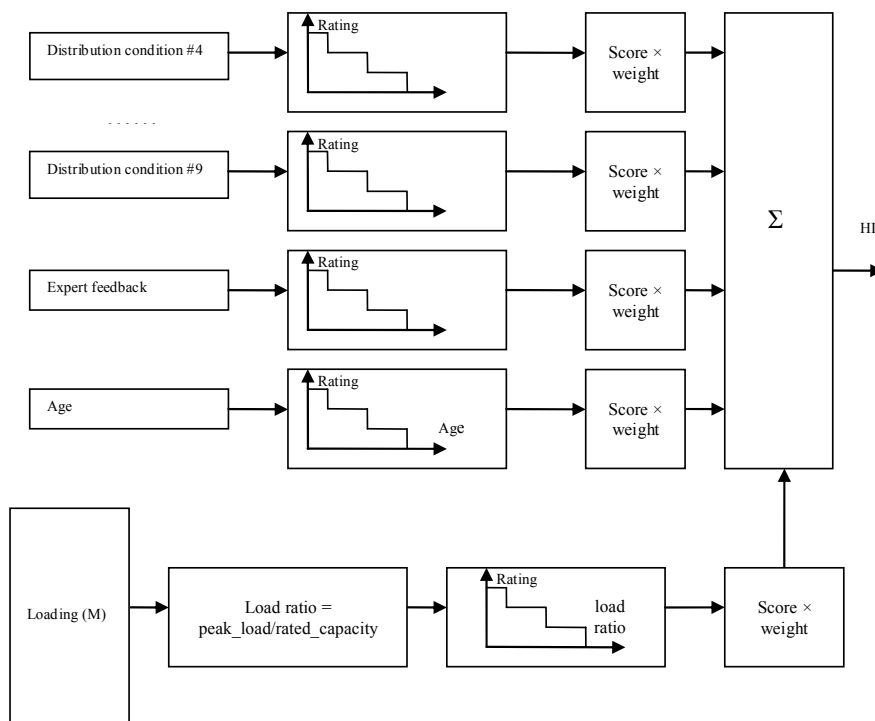 Distribution condition #4
Rating
Score ×
weight
. . . . . .
Distribution condition #9
Rating
Score ×
weight
Σ
HI
Expert feedback
Rating
Score ×
weight
Age
Rating
Age
Score ×
weight
Loading (M)
Load ratio =
peak_load/rated_capacity
Rating
load
ratio
Score ×
weight